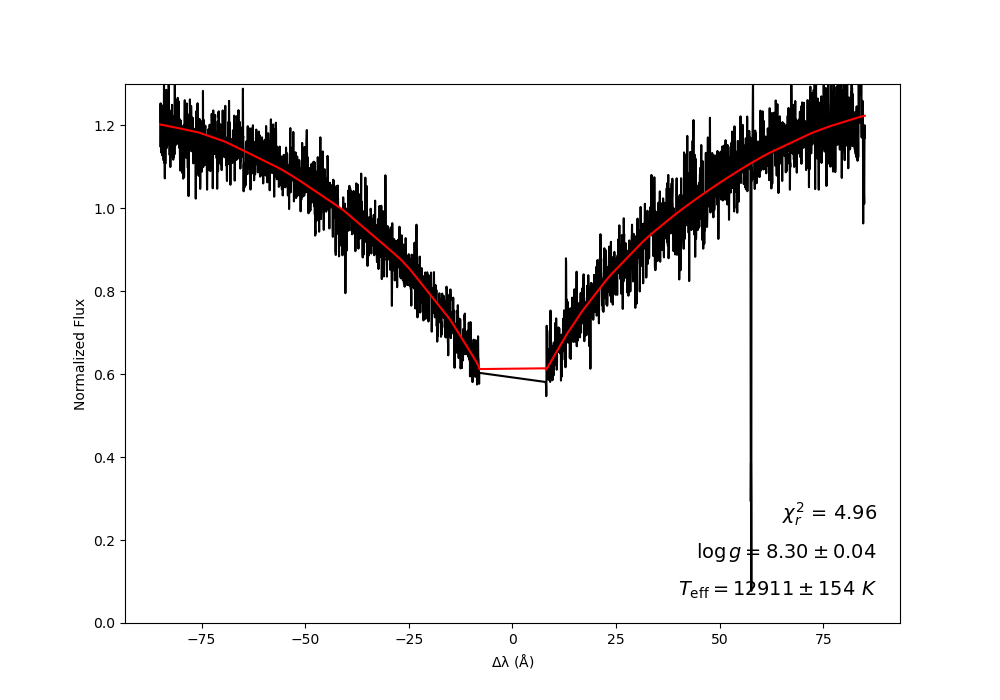 1.2
1.0
0.8
0.6
0.4
0.2
0.0
Normalized Flux
χ²ᵣ = 4.96
log g = 8.30 ± 0.04
T_eff = 12911 ± 154 K
−75
−50
−25
0
25
50
75
Δλ (Å)